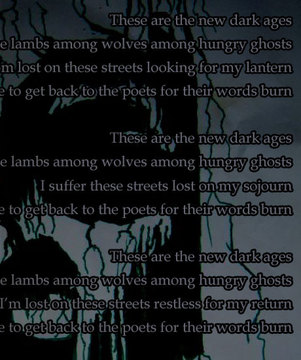 These are the new dark ages
e lambs among wolves among hungry ghosts
m lost on these streets looking for my lantern
e to get back to the poets for their words burn
These are the new dark ages
e lambs among wolves among hungry ghosts
I suffer these streets lost on my sojourn
e to get back to the poets for their words burn
These are the new dark ages
e lambs among wolves among hungry ghosts
I'm lost on these streets restless for my return
e to get back to the poets for their words burn